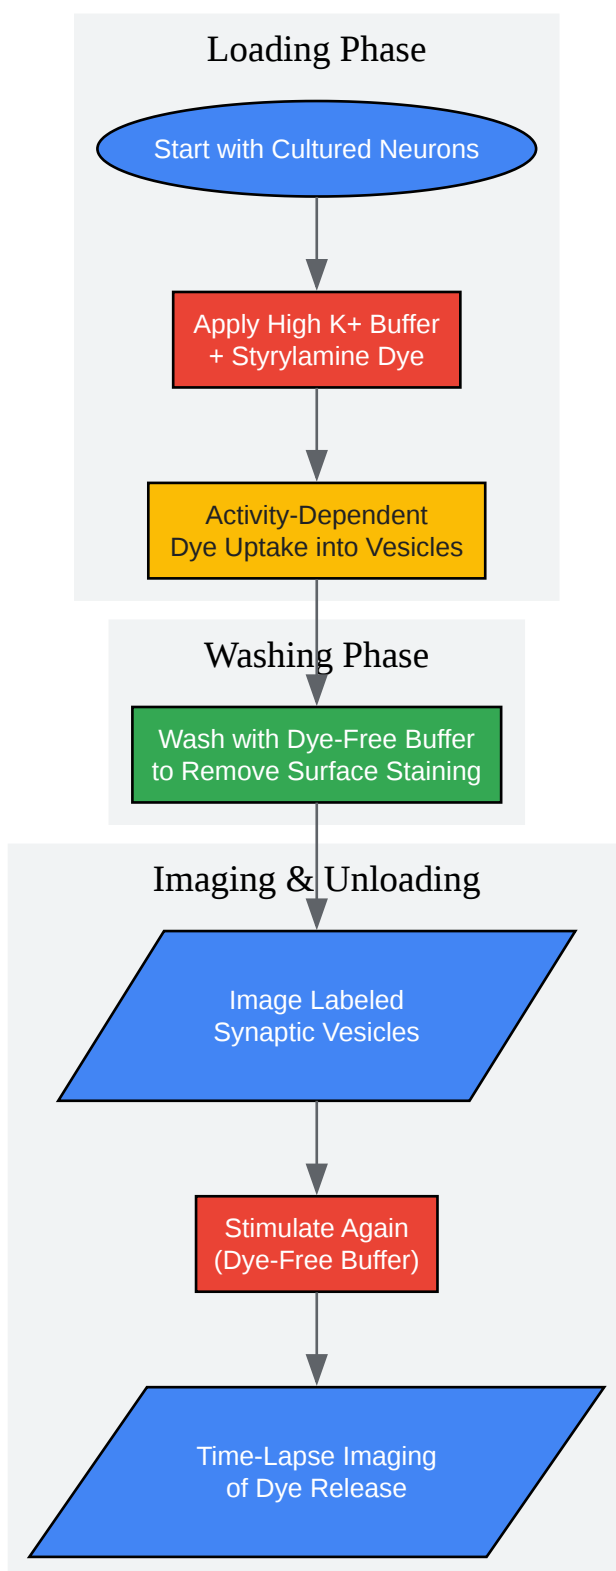 Loading Phase
Start with Cultured Neurons
Apply High K+ Buffer
+ Styrylamine Dye
Activity-Dependent
Dye Uptake into Vesicles
Washing Phase
Wash with Dye-Free Buffer
to Remove Surface Staining
Imaging & Unloading
Image Labeled
Synaptic Vesicles
Stimulate Again
(Dye-Free Buffer)
Time-Lapse Imaging
of Dye Release